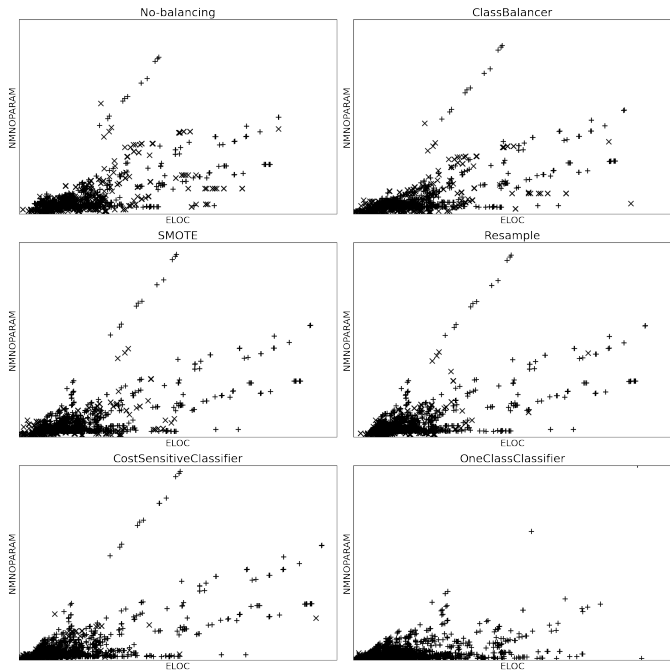 No-balancing
ClassBalancer
NMNOPARAM
NMNOPARAM
ELOC
ELOC
SMOTE
Resample
NMNOPARAM
NMNOPARAM
ELOC
ELOC
CostSensitiveClassifier
OneClassClassifier
NMNOPARAM
NMNOPARAM
ELOC
ELOC